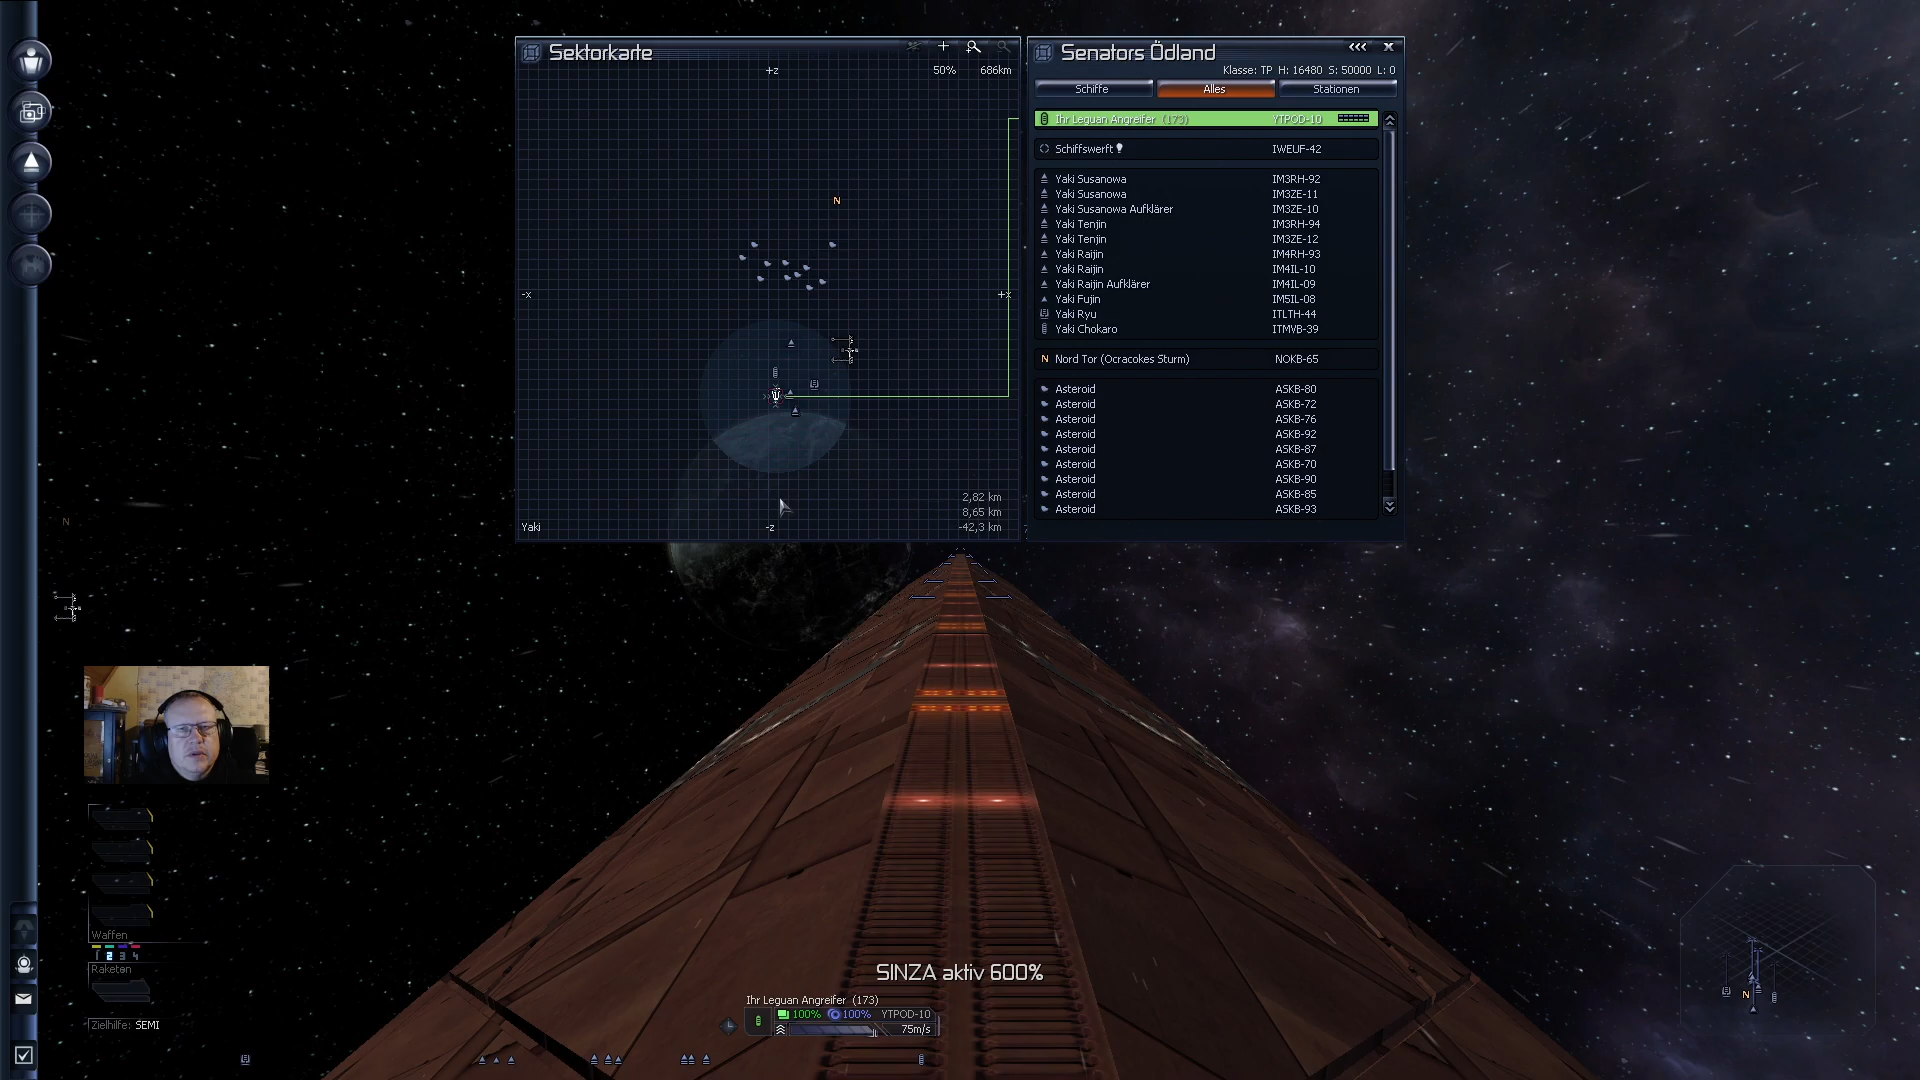 Sektorkarte
+z
50%
686km
-x
+x
2,82 km
8,65 km
-42,3 km
Yaki
-z
N
Senators Ödland
<<<
Klasse: TP H: 16480 S: 50000 L: 0
Schiffe
Alles
Stationen
Ihr Leguan Angreifer (173) YTPOD-10
Schiffswerft IWEUF-42
Yaki Susanowa IM3RH-92
Yaki Susanowa IM3ZE-11
Yaki Susanowa Aufklärer IM3ZE-10
Yaki Tenjin IM3RH-94
Yaki Tenjin IM3ZE-12
Yaki Raijin IM4RH-93
Yaki Raijin IM4IL-10
Yaki Raijin Aufklärer IM4IL-09
Yaki Fujin IM5IL-08
Yaki Ryu ITLTH-44
Yaki Chokaro ITMVB-39
N Nord Tor (Ocracokes Sturm) NOKB-65
Asteroid ASKB-80
Asteroid ASKB-72
Asteroid ASKB-76
Asteroid ASKB-92
Asteroid ASKB-87
Asteroid ASKB-70
Asteroid ASKB-90
Asteroid ASKB-85
Asteroid ASKB-93
N
Waffen
1 2 3 4
Raketen
Zielhilfe: SEMI
SINZA aktiv 600%
Ihr Leguan Angreifer (173)
100% 100% YTPOD-10
75m/s
N